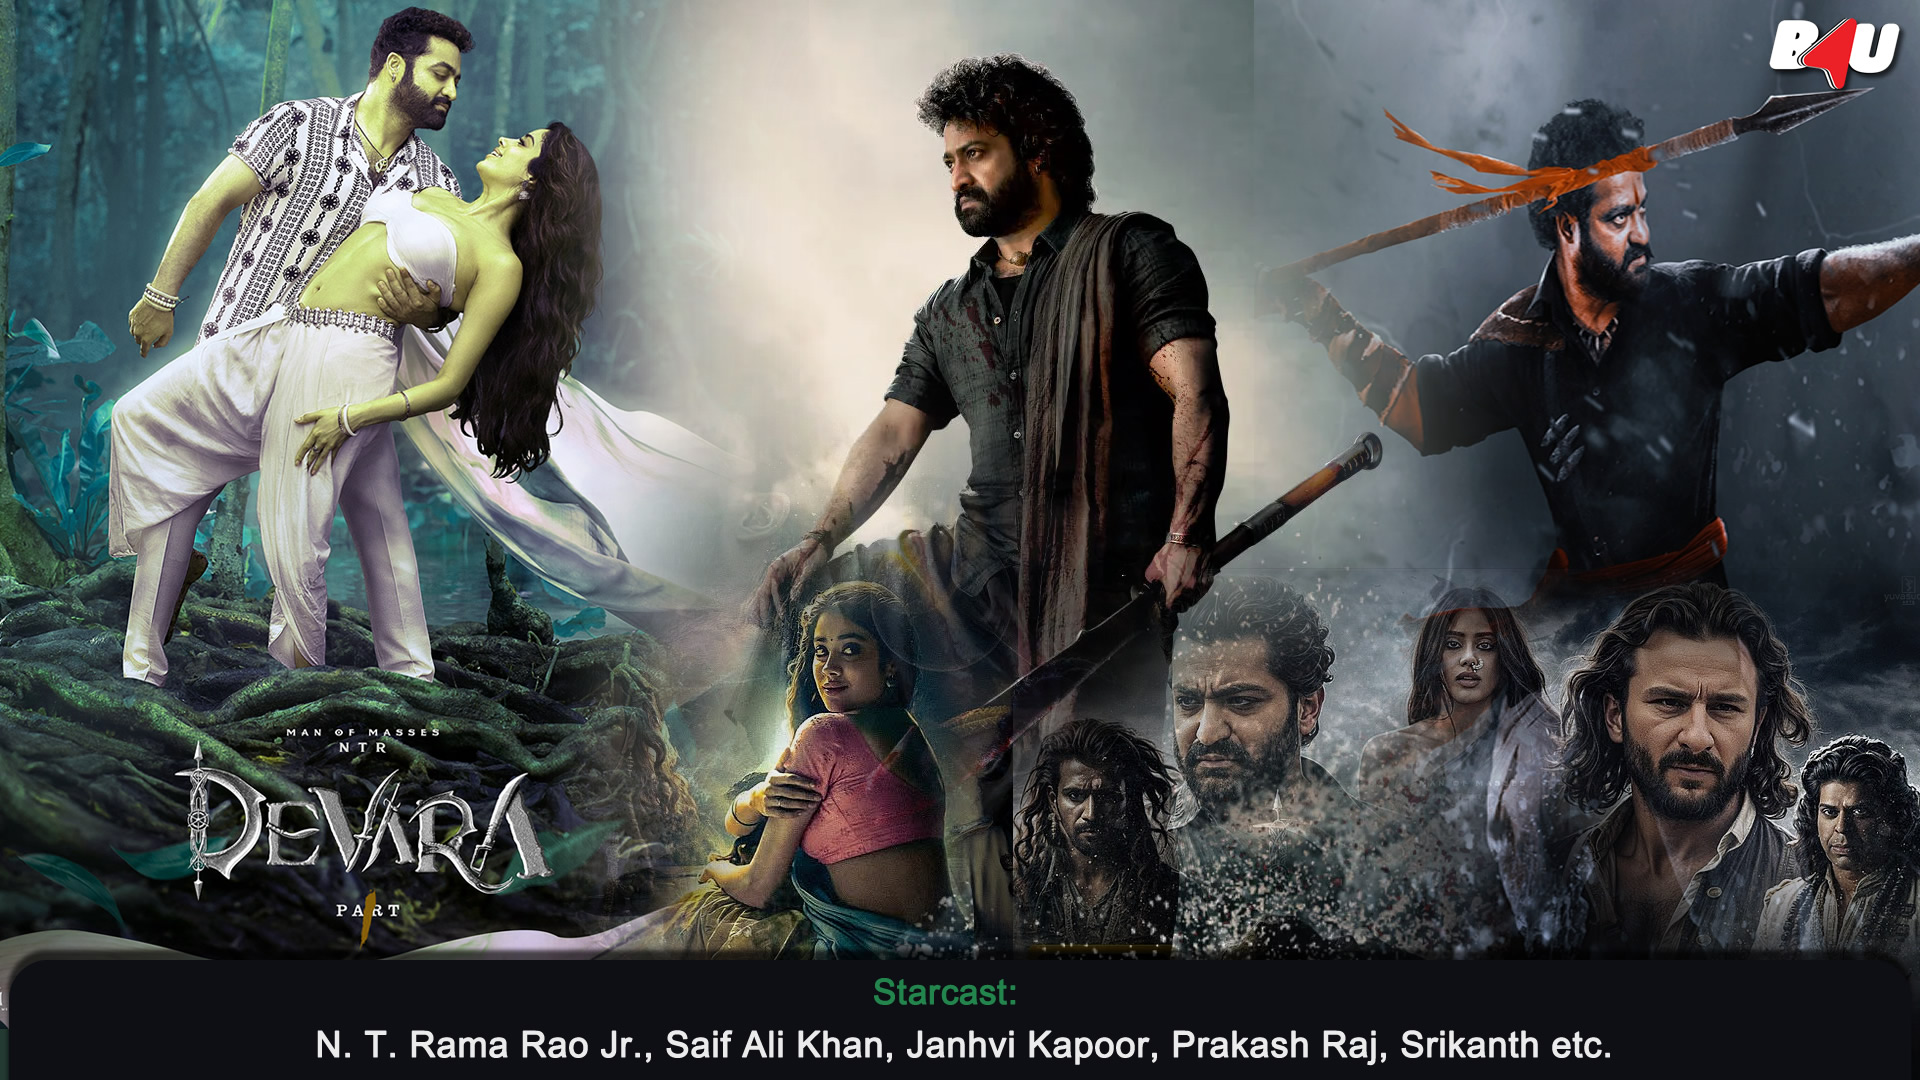 B4U
MAN OF MASSES
NTR
DEVARA
PART 1
Starcast:
N. T. Rama Rao Jr., Saif Ali Khan, Janhvi Kapoor, Prakash Raj, Srikanth etc.